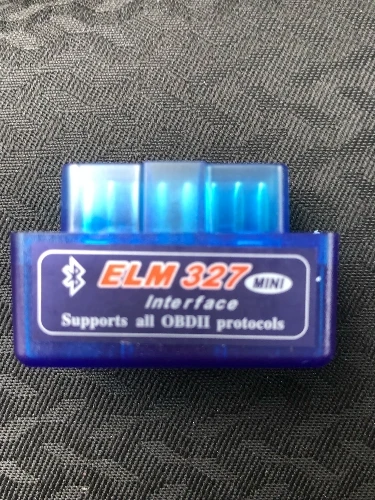 ELM 327 MINI
Interface
Supports all OBDII protocols